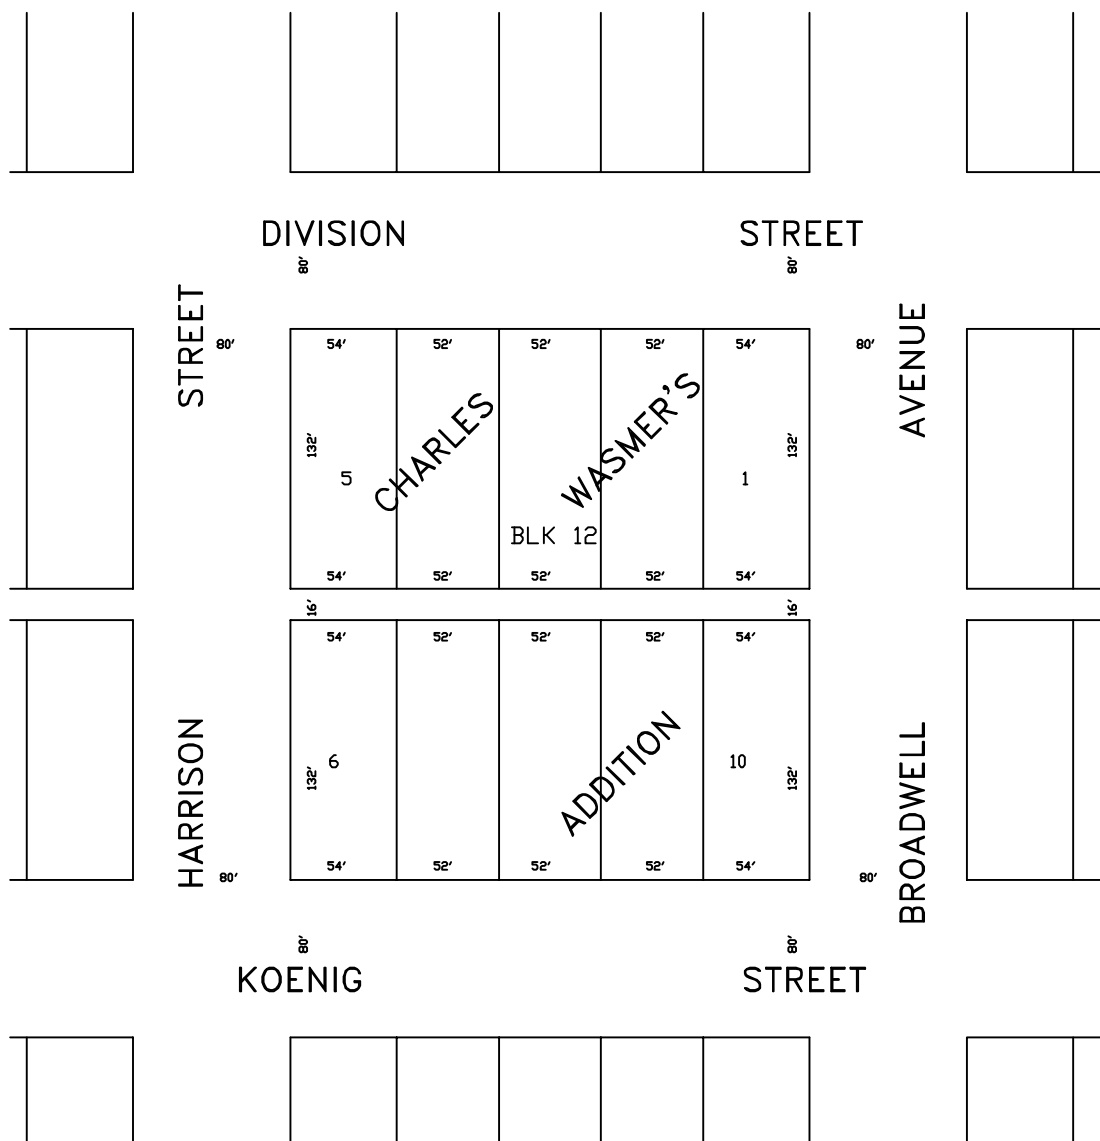 DIVISION STREET
80' 80'
STREET
AVENUE
80' 54' 52' 52' 52' 54' 80'
CHARLES WASMER'S
132' 132'
5 1
BLK 12
54' 52' 52' 52' 54'
16' 16'
54' 52' 52' 52' 54'
ADDITION
HARRISON
BROADWELL
6 10
132' 132'
80' 54' 52' 52' 52' 54' 80'
80' 80'
KOENIG STREET